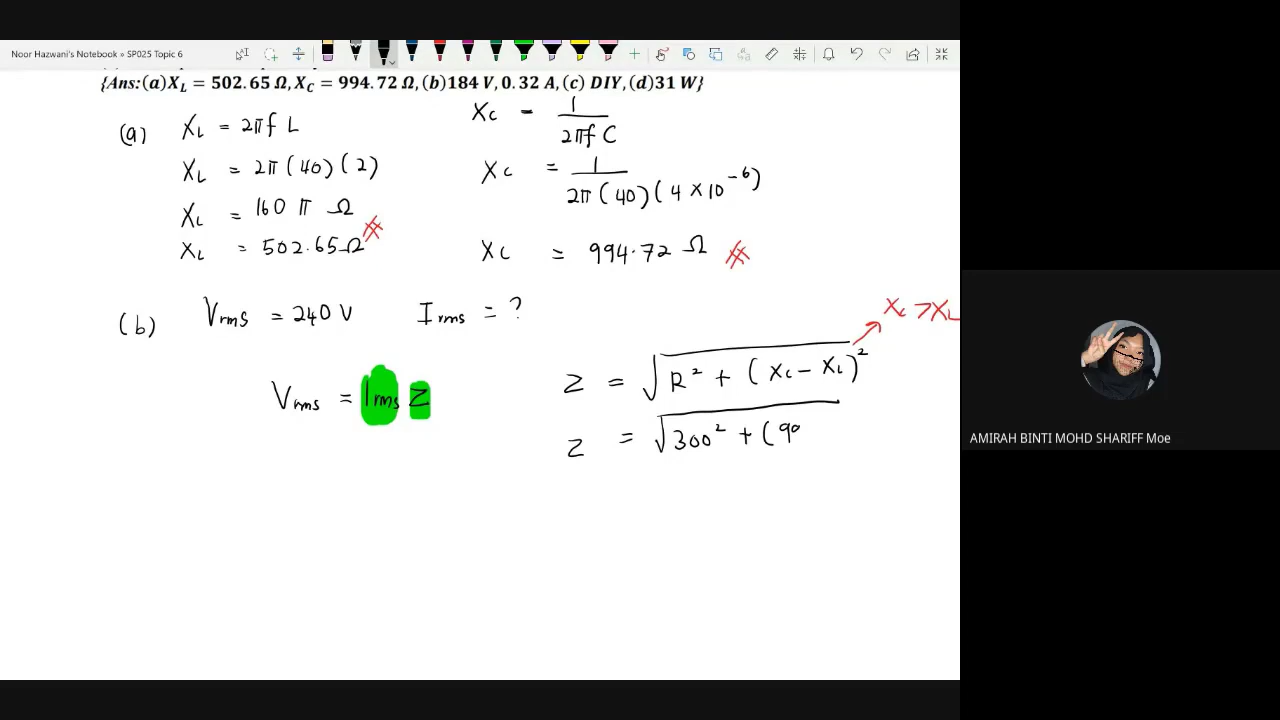 Noor Hazwani's Notebook » SP025 Topic 6
{Ans:(a)X_L = 502.65 Ω, X_C = 994.72 Ω, (b)184 V, 0.32 A, (c) DIY, (d)31 W}
(a) X_L = 2πf L
X_L = 2π (40) (2)
X_L = 160 π Ω
X_L = 502.65 Ω
X_C = 1 / 2πf C
X_C = 1 / 2π (40) (4 × 10^-6)
X_C = 994.72 Ω
(b) V_rms = 240 V I_rms = ?
V_rms = I_rms Z
X_C > X_L
Z = √R² + (X_C − X_L)²
Z = √300² + (90
AMIRAH BINTI MOHD SHARIFF Moe